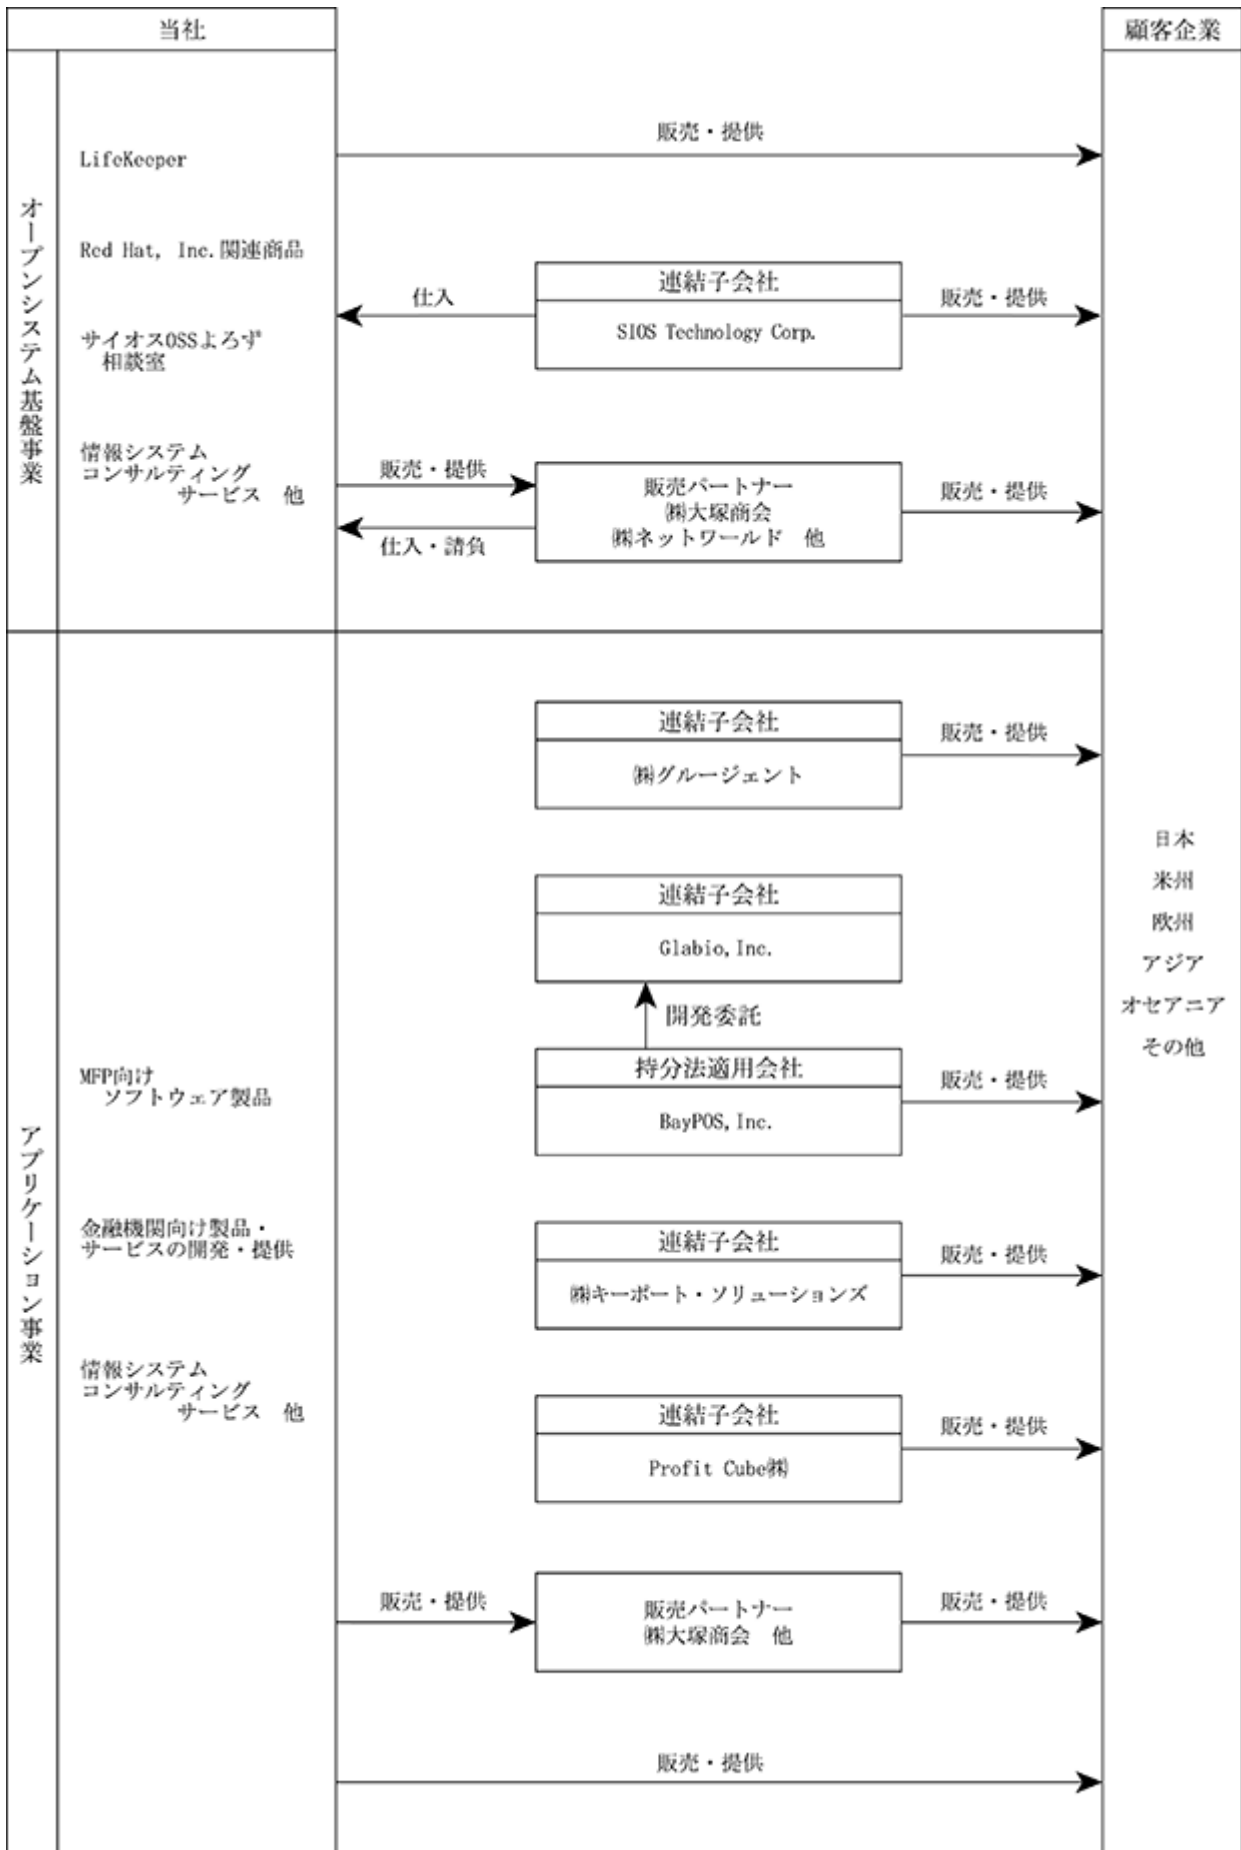 当社
顧客企業
オープンシステム基盤事業
LifeKeeper
販売・提供
Red Hat, Inc.関連商品
連結子会社
仕入
販売・提供
SIOS Technology Corp.
サイオスOSSよろず
相談室
情報システム
コンサルティング
サービス　他
販売・提供
仕入・請負
販売パートナー
㈱大塚商会
㈱ネットワールド　他
販売・提供
アプリケーション事業
連結子会社
㈱グルージェント
販売・提供
連結子会社
Glabio,Inc.
開発委託
MFP向け
ソフトウェア製品
持分法適用会社
BayPOS,Inc.
販売・提供
金融機関向け製品・
サービスの開発・提供
連結子会社
㈱キーポート・ソリューションズ
販売・提供
情報システム
コンサルティング
サービス　他
連結子会社
Profit Cube㈱
販売・提供
販売・提供
販売パートナー
㈱大塚商会　他
販売・提供
販売・提供
日本
米州
欧州
アジア
オセアニア
その他